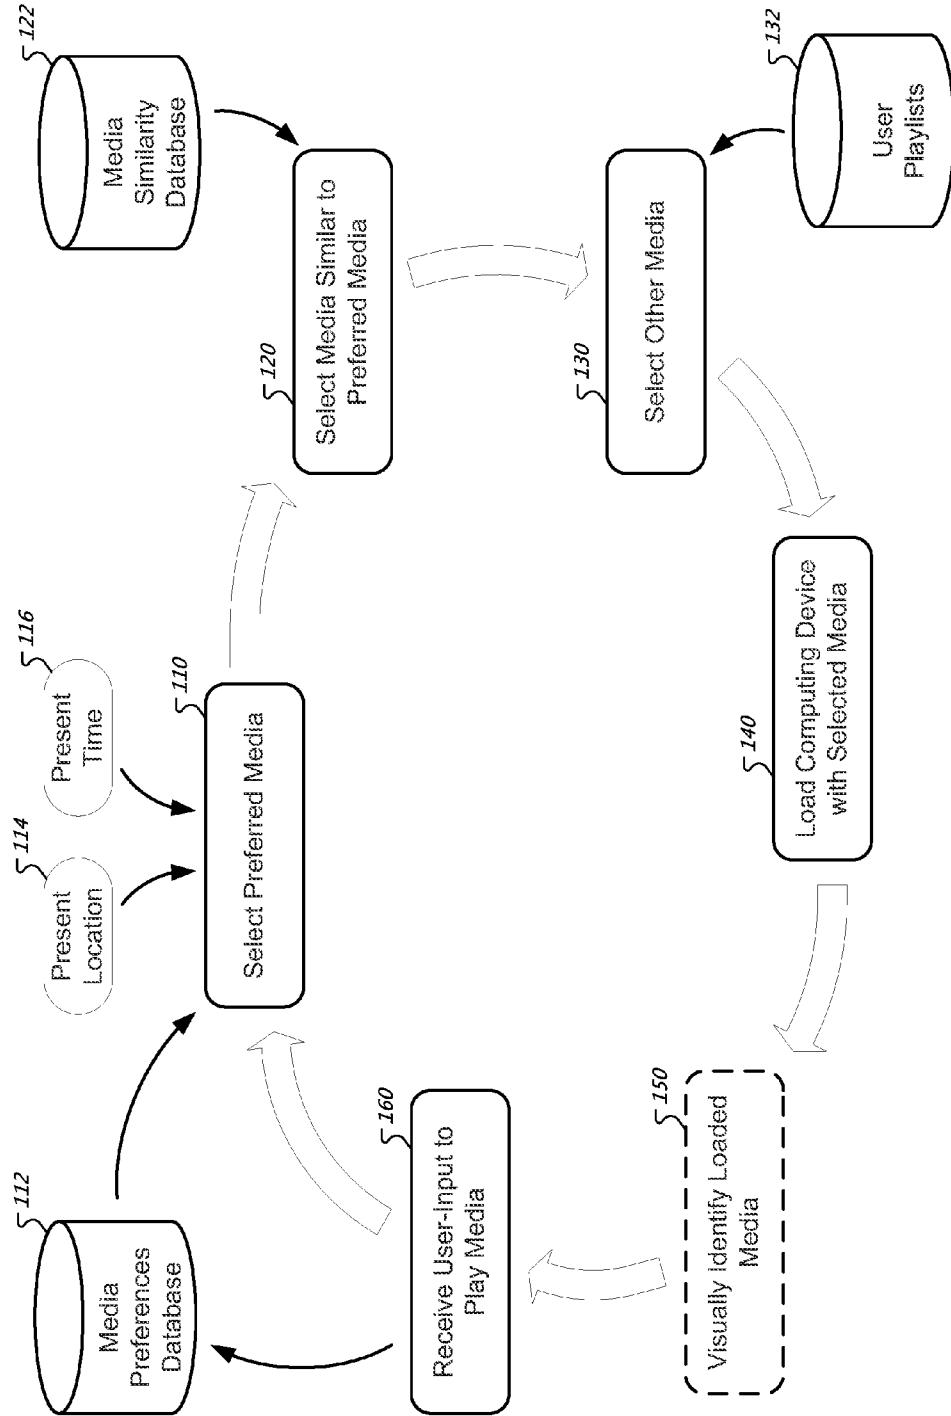 112
Media
Preferences
Database
114
Present
Location
116
Present
Time
122
Media
Similarity
Database
110
Select Preferred Media
120
Select Media Similar to
Preferred Media
160
Receive User-Input to
Play Media
130
Select Other Media
150
Visually Identify Loaded
Media
140
Load Computing Device
with Selected Media
132
User
Playlists